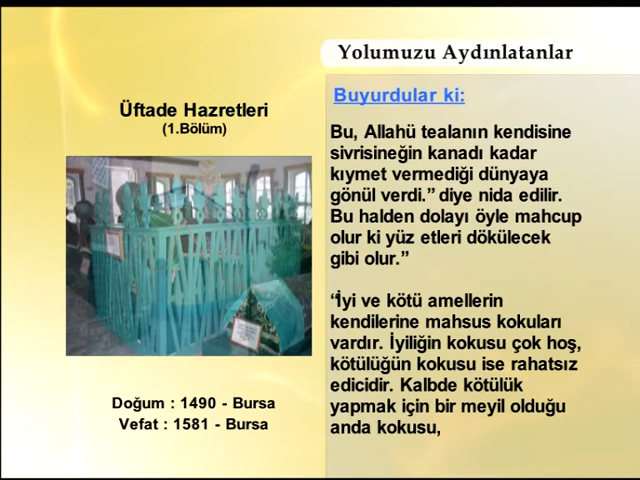 Yolumuzu Aydınlatanlar
Üftade Hazretleri
(1.Bölüm)
Doğum : 1490 - Bursa
Vefat : 1581 - Bursa
Buyurdular ki:
Bu, Allahü tealanın kendisine
sivrisineğin kanadı kadar
kıymet vermediği dünyaya
gönül verdi.” diye nida edilir.
Bu halden dolayı öyle mahcup
olur ki yüz etleri dökülecek
gibi olur.”
“İyi ve kötü amellerin
kendilerine mahsus kokuları
vardır. İyiliğin kokusu çok hoş,
kötülüğün kokusu ise rahatsız
edicidir. Kalbde kötülük
yapmak için bir meyil olduğu
anda kokusu,